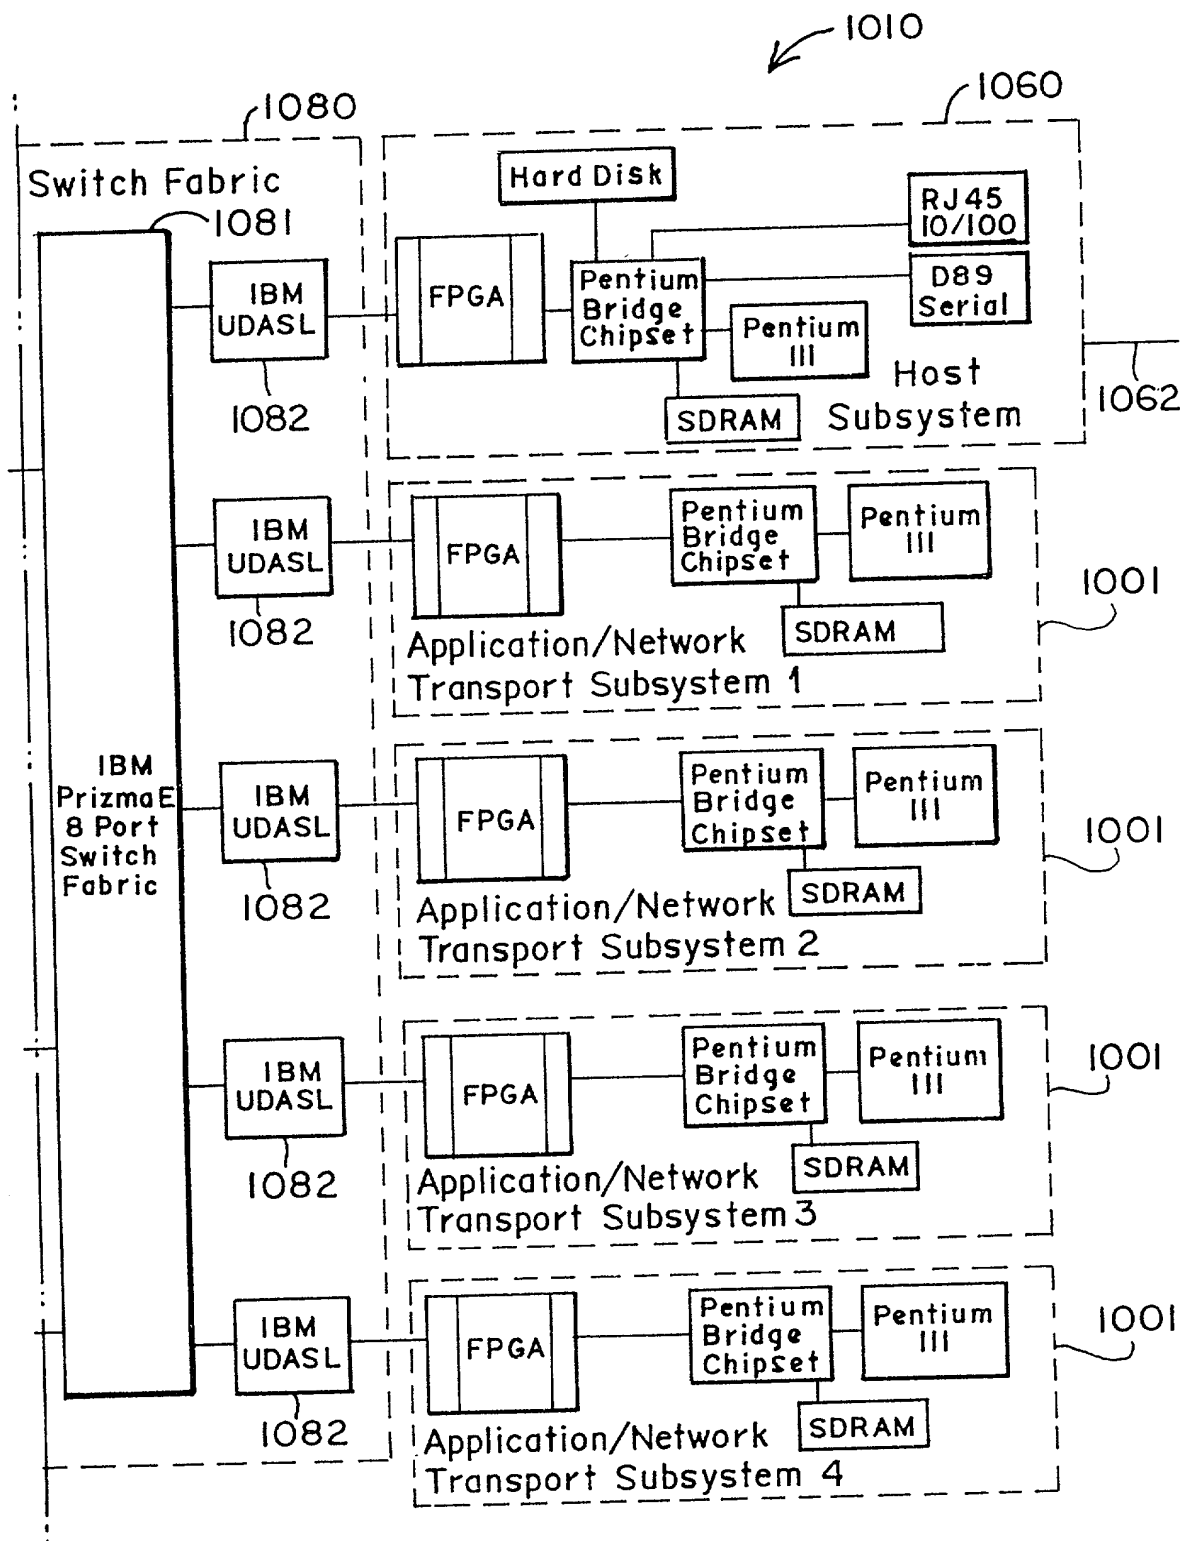 1010
1080
1060
Switch Fabric
1081
Hard Disk
RJ45
10/100
FPGA
Pentium
Bridge
Chipset
D89
Serial
IBM
UDASL
Pentium
III
Host
Subsystem
1062
1082
SDRAM
IBM
UDASL
FPGA
Pentium
Bridge
Chipset
Pentium
III
1001
1082
SDRAM
Application/Network
Transport Subsystem 1
IBM
PrizmaE
8 Port
Switch
Fabric
IBM
UDASL
FPGA
Pentium
Bridge
Chipset
Pentium
III
1001
1082
SDRAM
Application/Network
Transport Subsystem 2
IBM
UDASL
FPGA
Pentium
Bridge
Chipset
Pentium
III
1001
1082
SDRAM
Application/Network
Transport Subsystem 3
IBM
UDASL
FPGA
Pentium
Bridge
Chipset
Pentium
III
1001
1082
SDRAM
Application/Network
Transport Subsystem 4